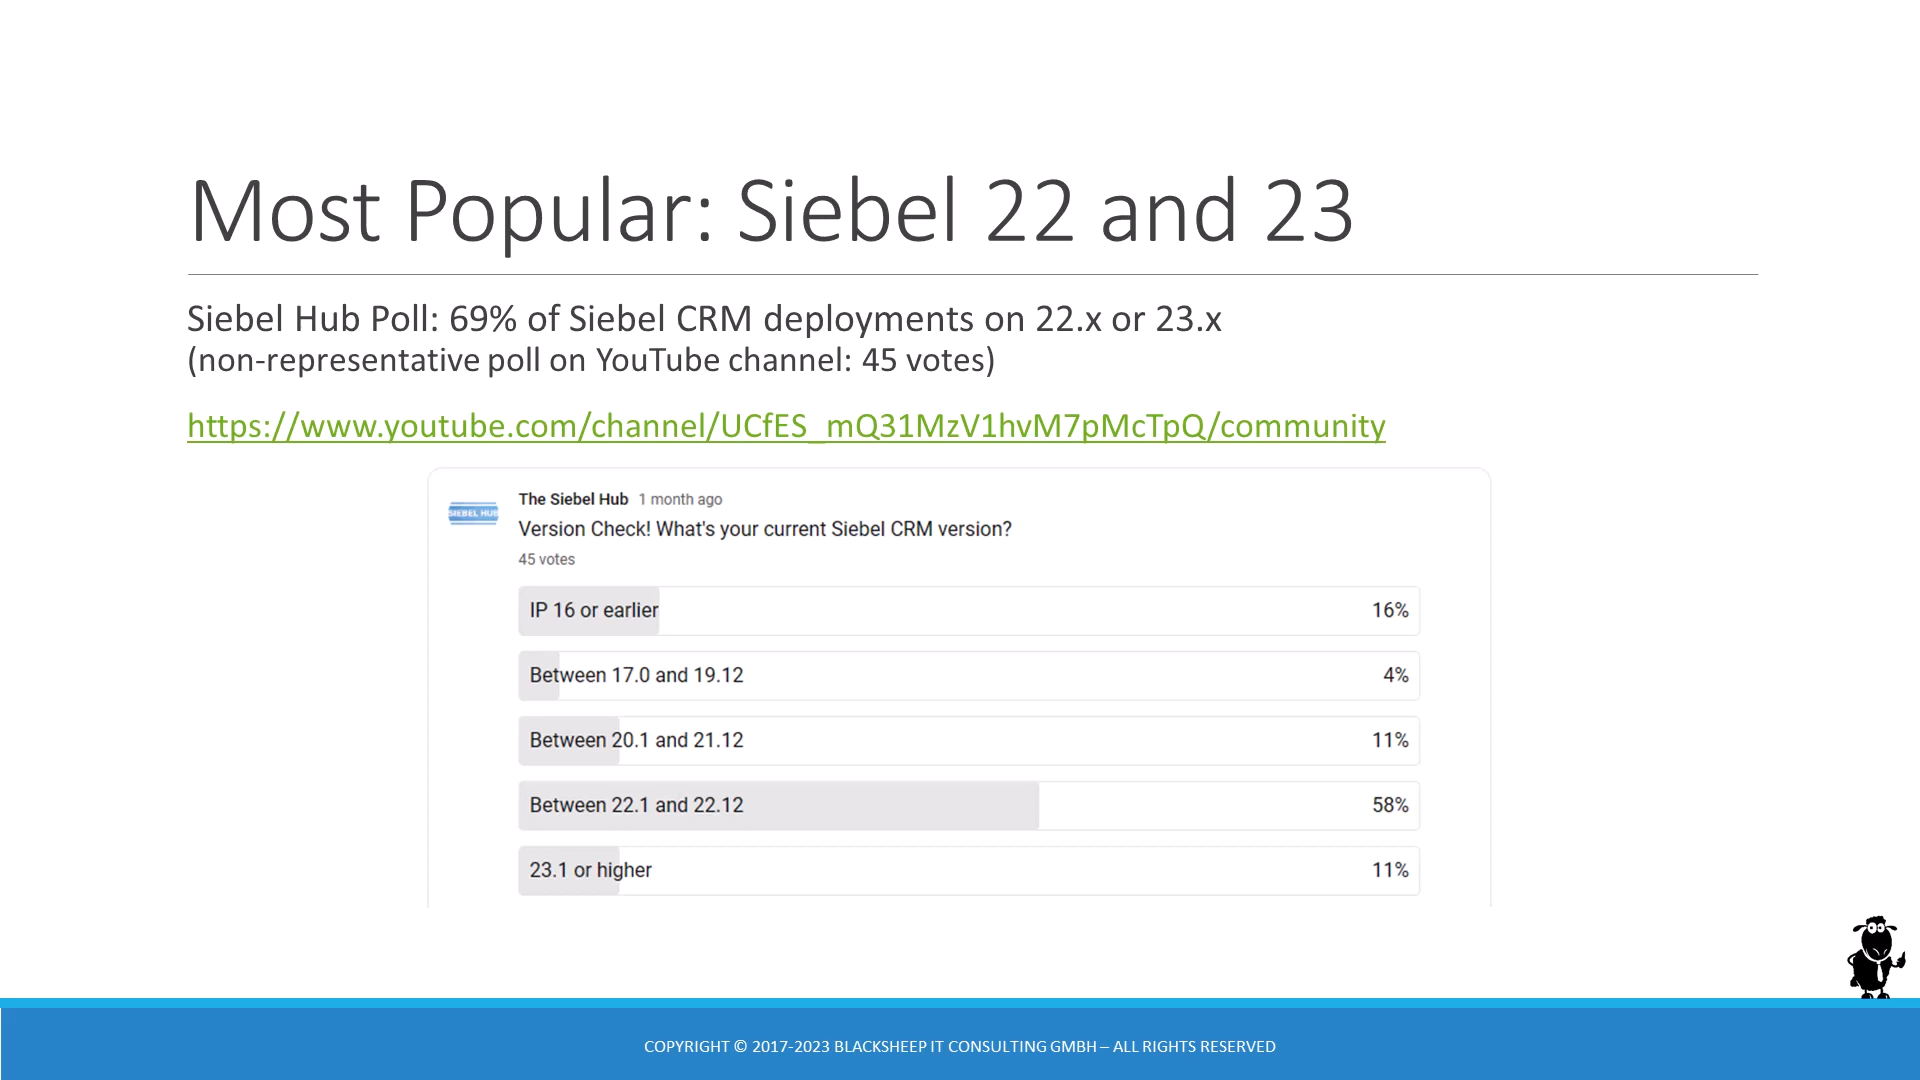 Most Popular: Siebel 22 and 23
Siebel Hub Poll: 69% of Siebel CRM deployments on 22.x or 23.x
(non-representative poll on YouTube channel: 45 votes)
https://www.youtube.com/channel/UCfES_mQ31MzV1hvM7pMcTpQ/community
The Siebel Hub 1 month ago
SIEBEL HUB
Version Check! What's your current Siebel CRM version?
45 votes
IP 16 or earlier 16%
Between 17.0 and 19.12 4%
Between 20.1 and 21.12 11%
Between 22.1 and 22.12 58%
23.1 or higher 11%
COPYRIGHT © 2017-2023 BLACKSHEEP IT CONSULTING GMBH – ALL RIGHTS RESERVED